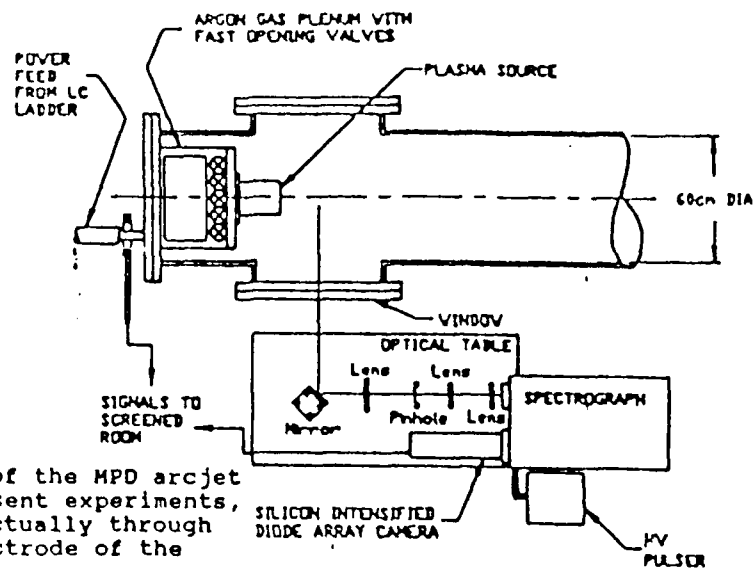 ARGON GAS PLENUM WITH
FAST OPENING VALVES
POWER
FEED
FROM LC
LADDER
PLASMA SOURCE
60cm DIA
WINDOW
OPTICAL TABLE
Lens
Lens
SPECTROGRAPH
Mirror
Pinhole
Lens
SIGNALS TO
SCREENED
ROOM
of the MPD arcjet
sent experiments,
ctually through
ctrode of the
SILICON INTENSIFIED
DIODE ARRAY CAMERA
HV
PULSER